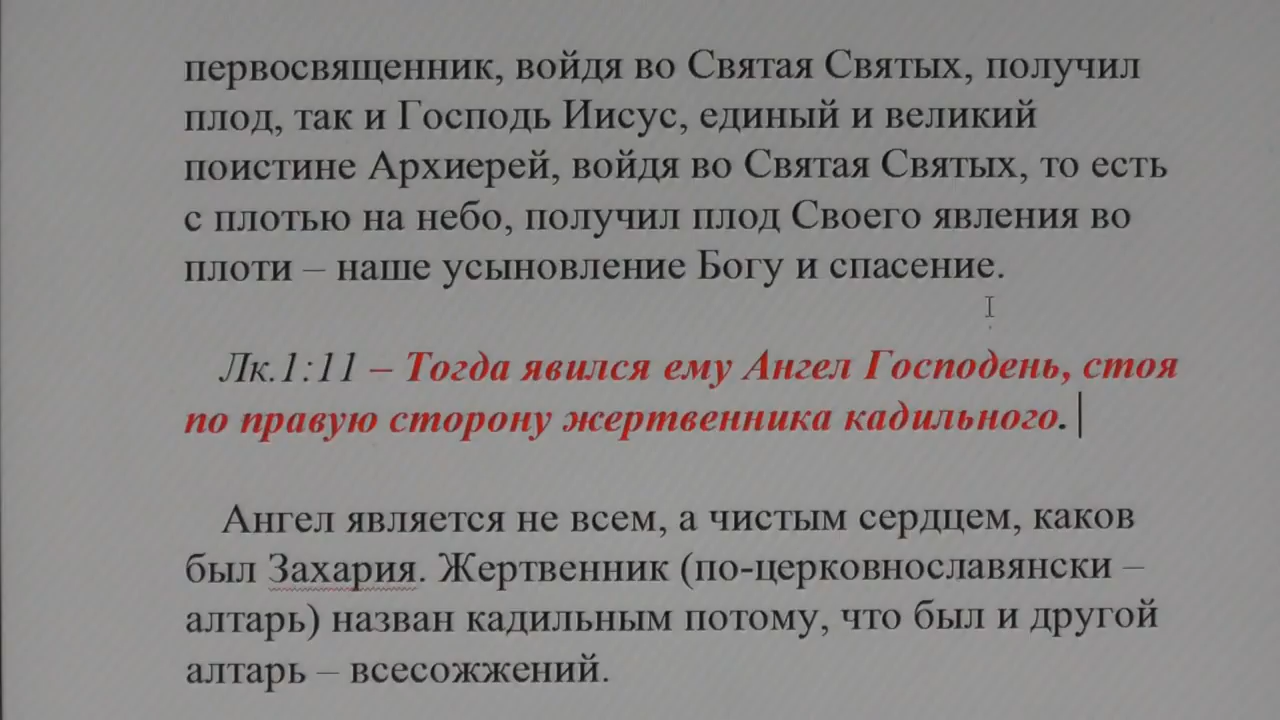 первосвященник, войдя во Святая Святых, получил
плод, так и Господь Иисус, единый и великий
поистине Архиерей, войдя во Святая Святых, то есть
с плотью на небо, получил плод Своего явления во
плоти – наше усыновление Богу и спасение.
Лк.1:11 – Тогда явился ему Ангел Господень, стоя
по правую сторону жертвенника кадильного.
Ангел является не всем, а чистым сердцем, каков
был Захария. Жертвенник (по-церковнославянски –
алтарь) назван кадильным потому, что был и другой
алтарь – всесожжений.